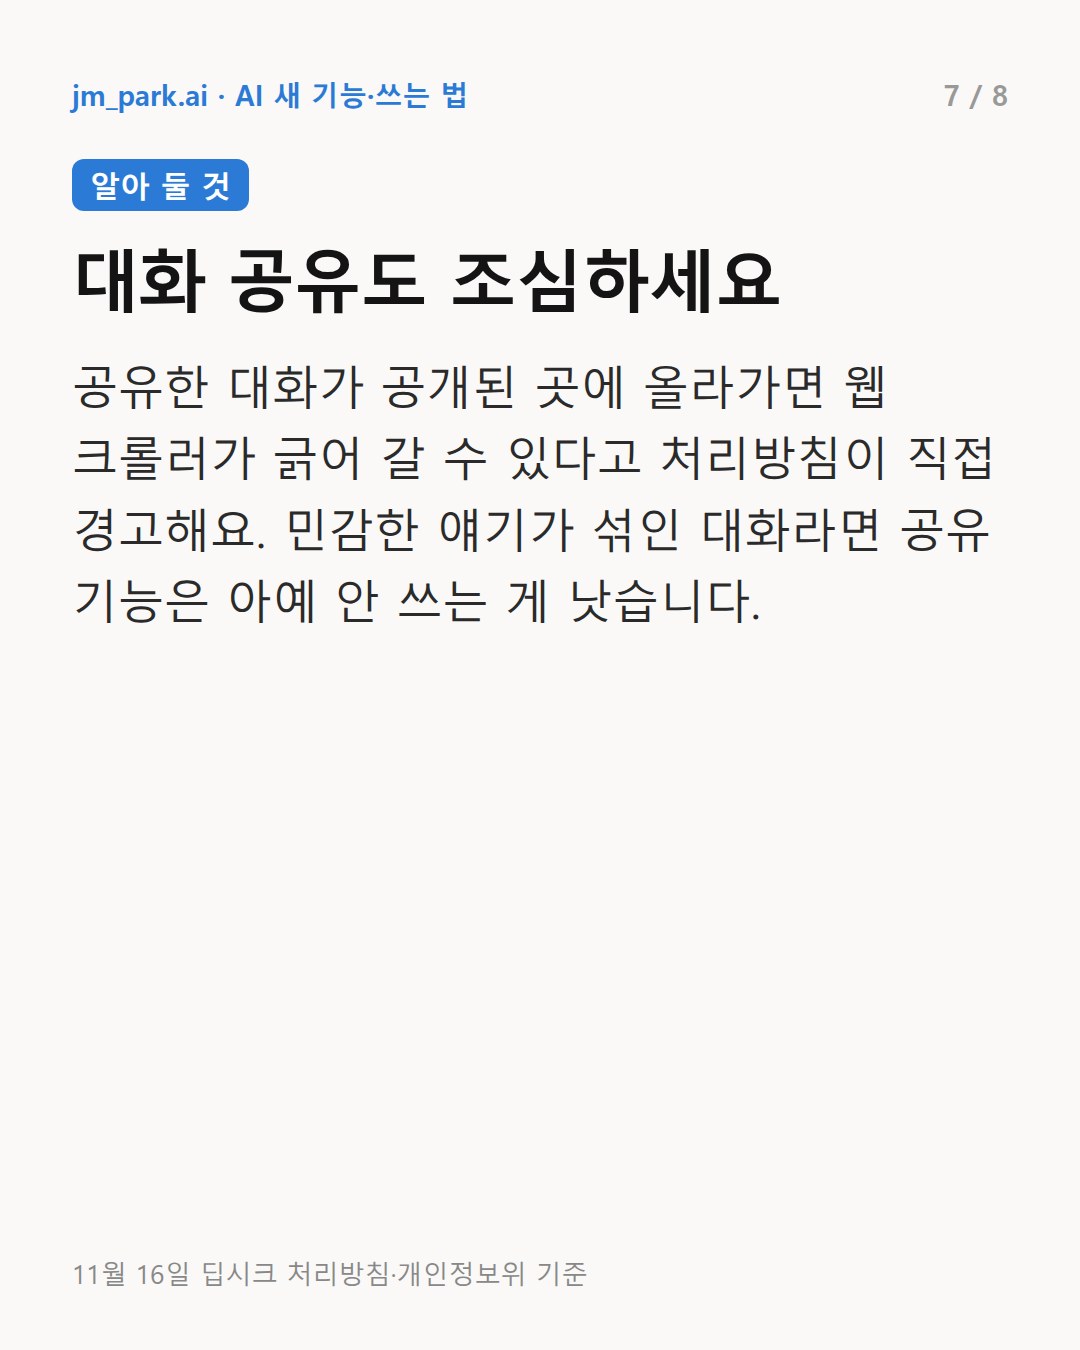 jm_park.ai · AI 새 기능·쓰는 법
7 / 8
알아 둘 것
대화 공유도 조심하세요
공유한 대화가 공개된 곳에 올라가면 웹
크롤러가 긁어 갈 수 있다고 처리방침이 직접
경고해요. 민감한 얘기가 섞인 대화라면 공유
기능은 아예 안 쓰는 게 낫습니다.
11월 16일 딥시크 처리방침·개인정보위 기준